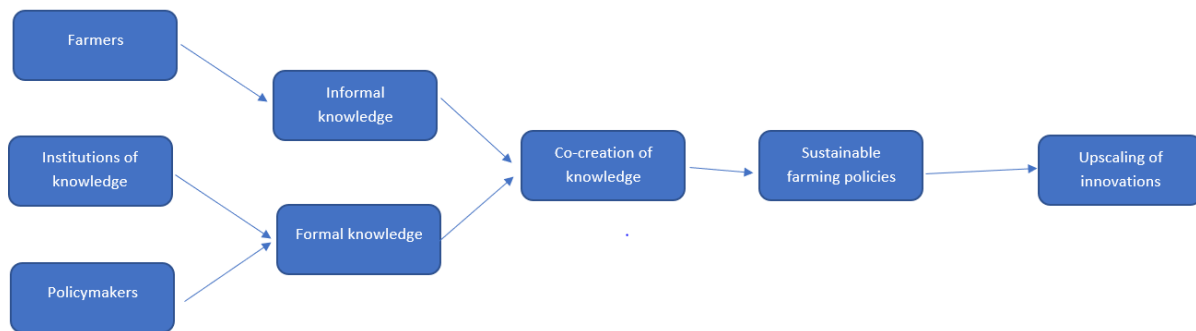 Farmers
Informal
knowledge
Institutions of
knowledge
Formal knowledge
Policymakers
Co-creation of
knowledge
Sustainable
farming policies
Upscaling of
innovations